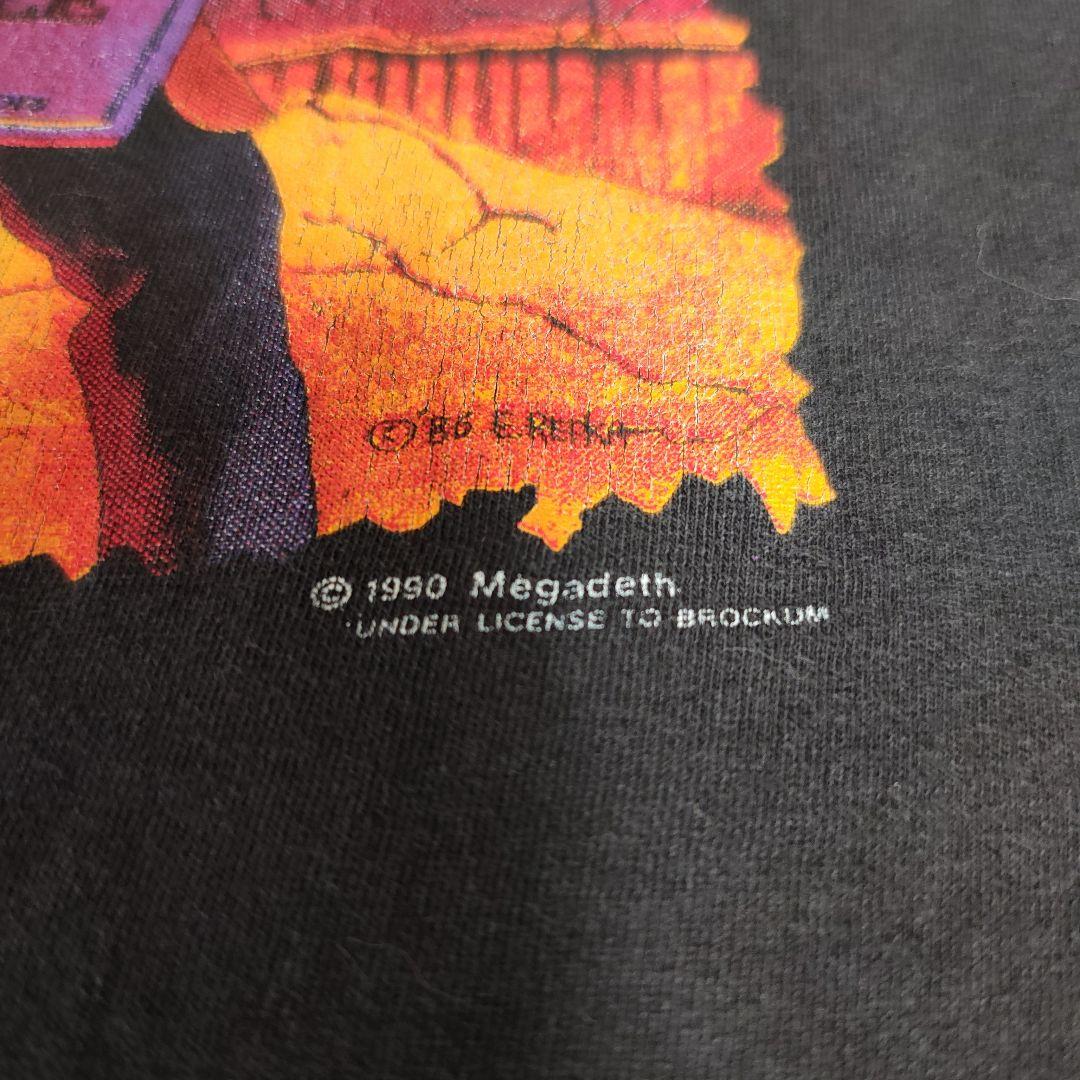 © '86 E. Repka
© 1990 Megadeth
UNDER LICENSE TO BROCKUM